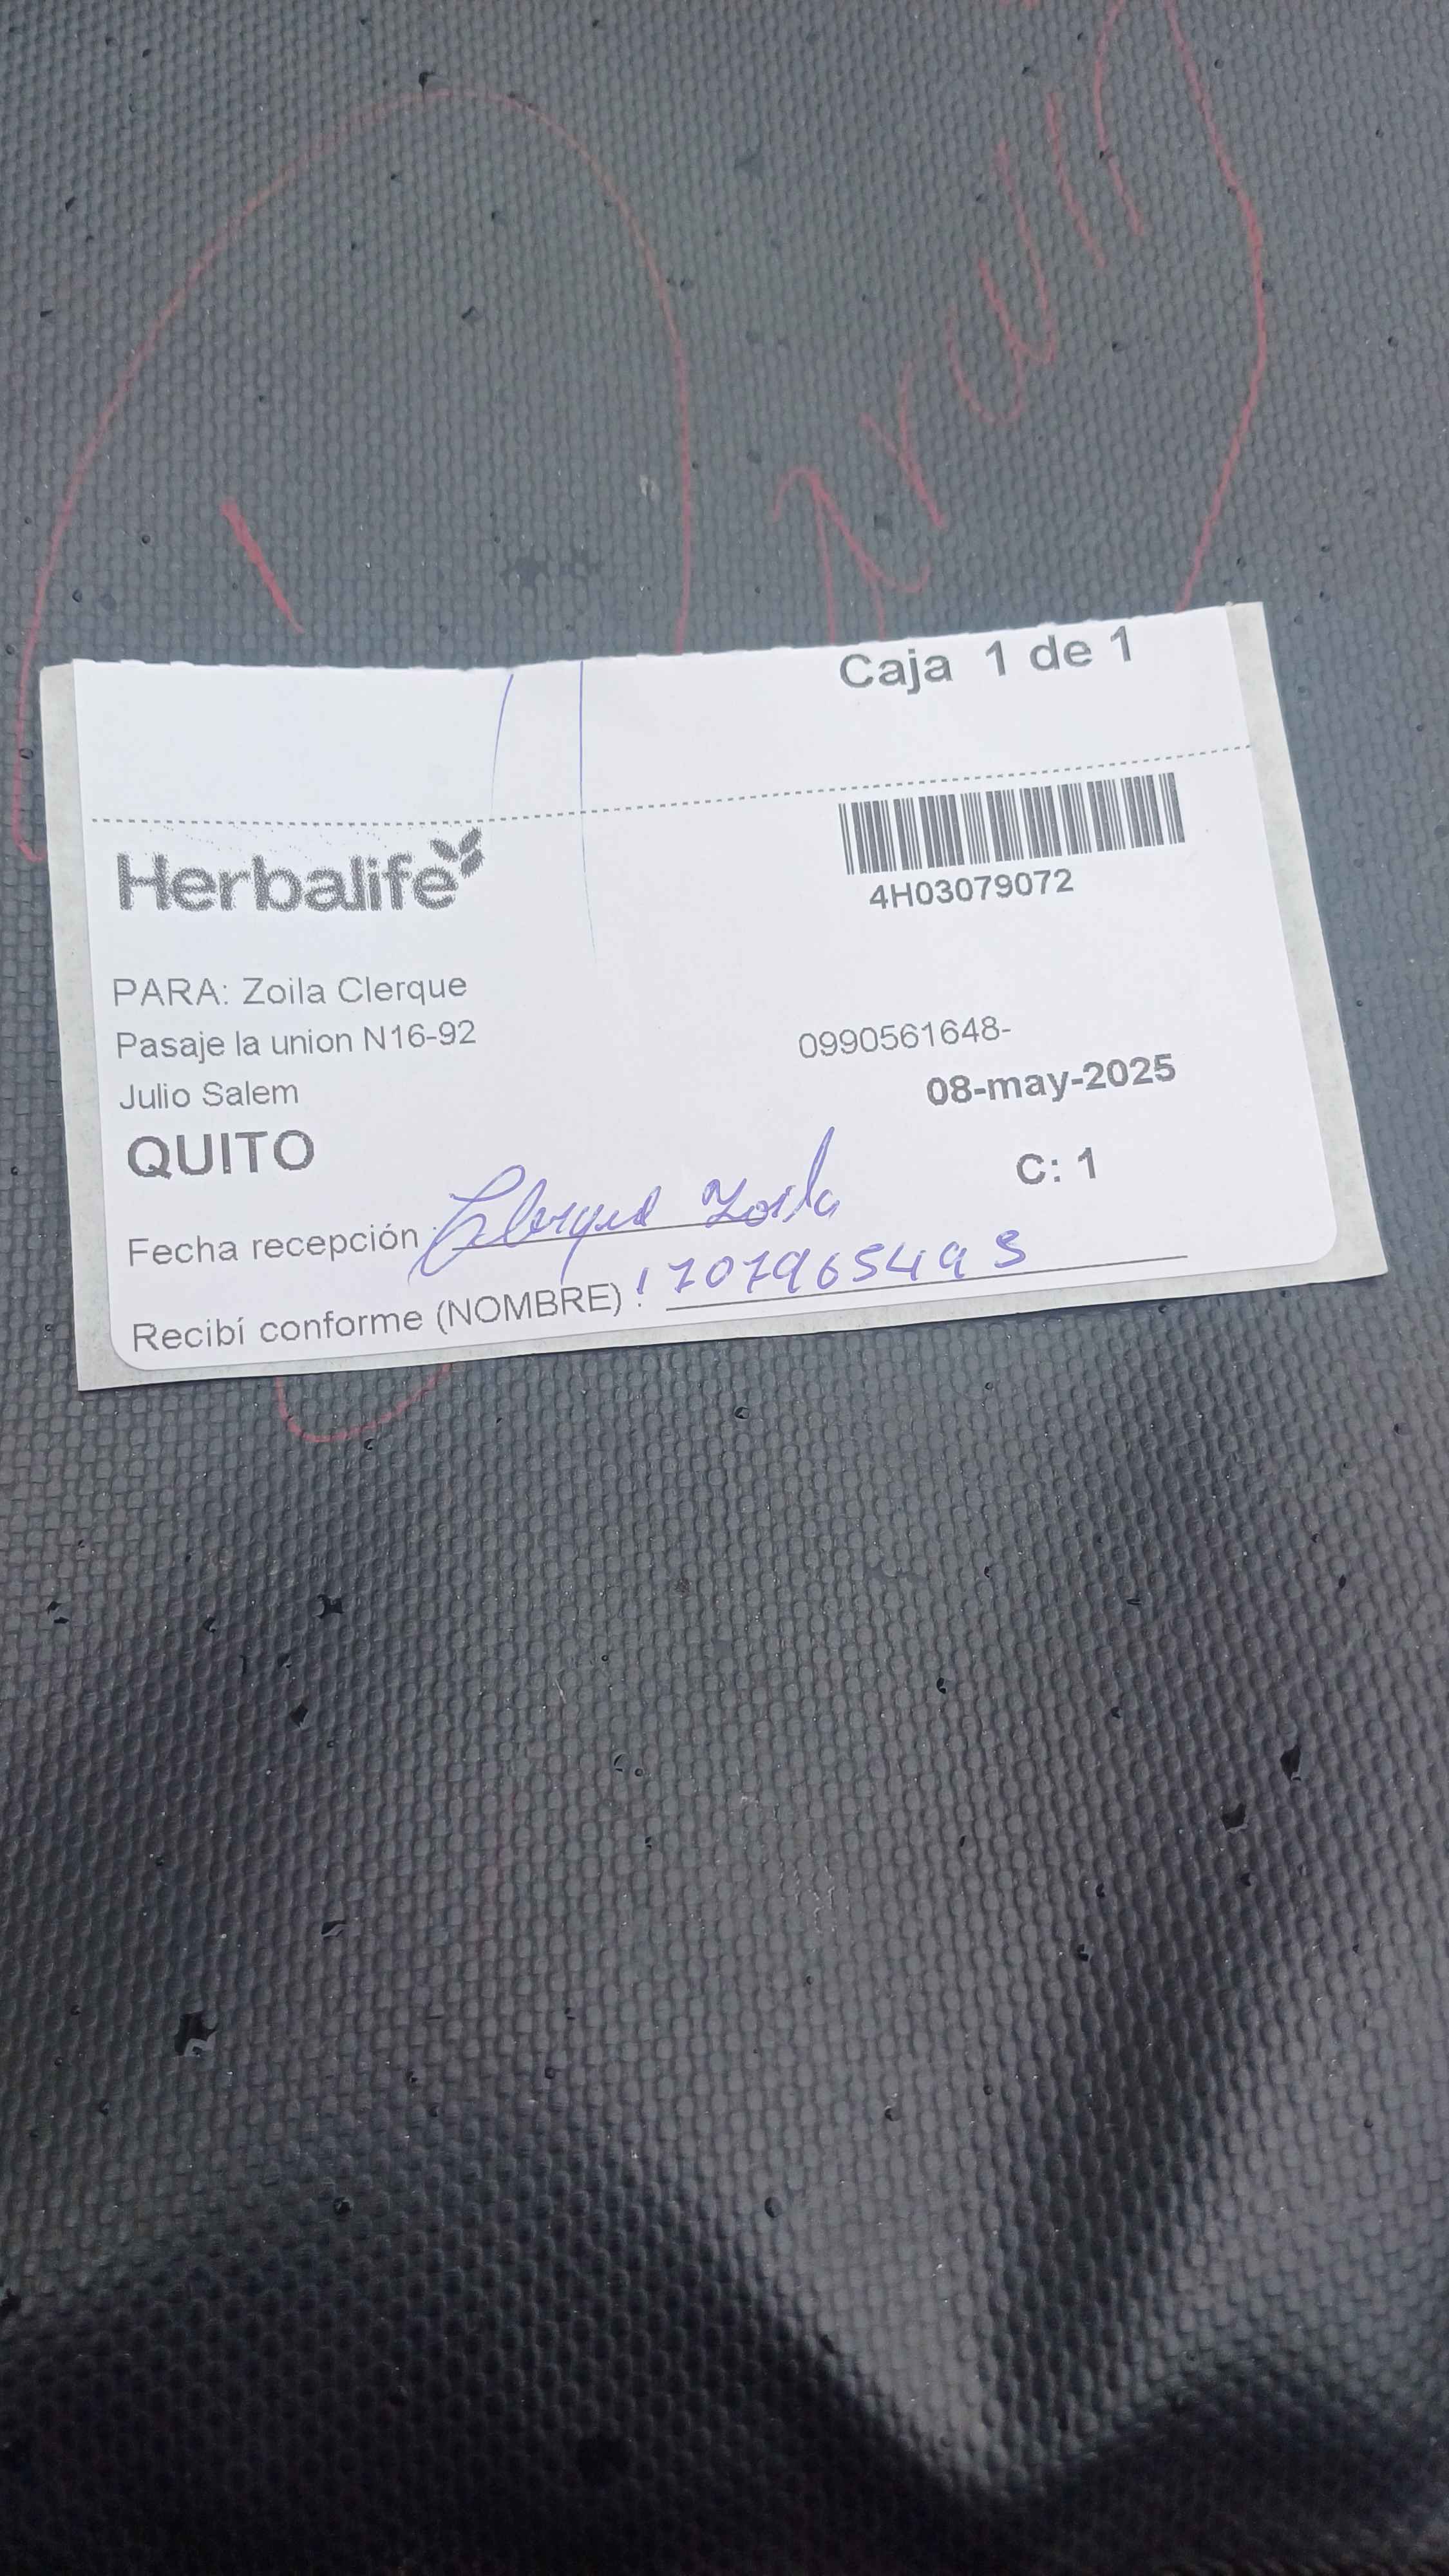 Caja 1 de 1
Herbalife
4H03079072
PARA: Zoila Clerque
Pasaje la union N16-92
0990561648-
Julio Salem
08-may-2025
QUITO
C: 1
Fecha recepción : Clerque Zoila
Recibí conforme (NOMBRE) : 1707965493